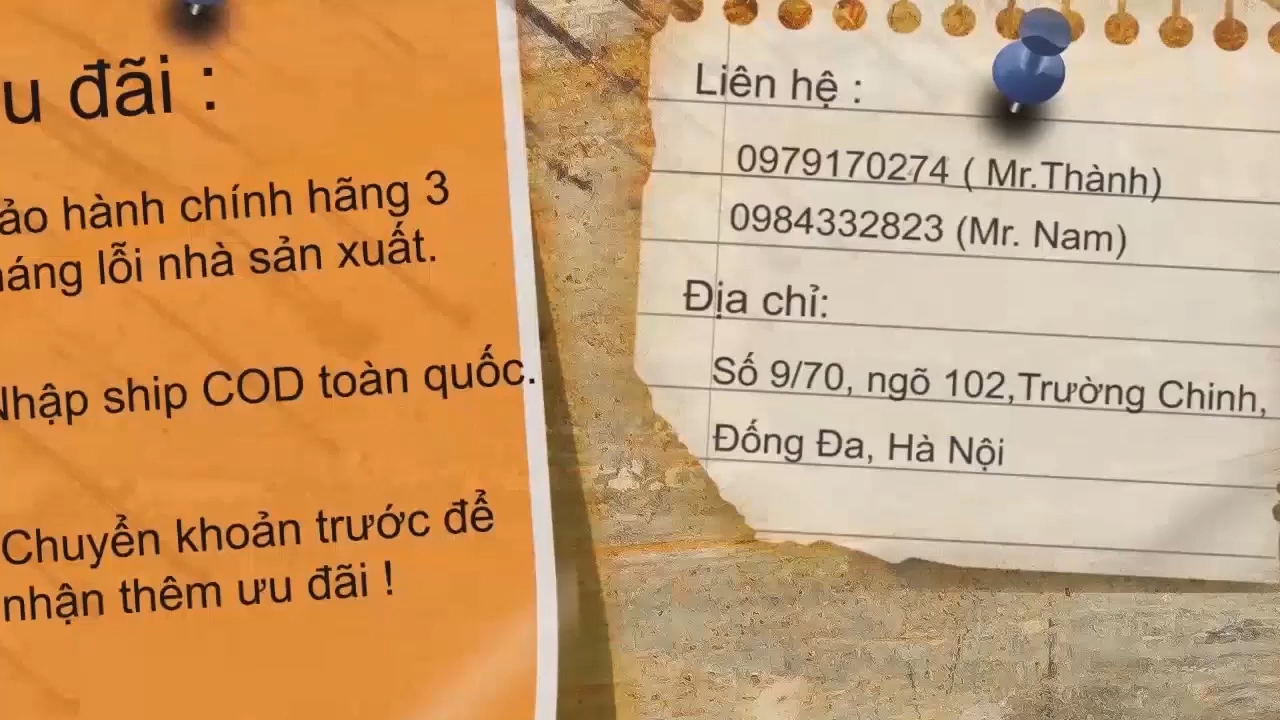 u đãi :
ảo hành chính hãng 3
áng lỗi nhà sản xuất.
Nhập ship COD toàn quốc.
Chuyển khoản trước để
nhận thêm ưu đãi !
Liên hệ :
0979170274 ( Mr.Thành)
0984332823 (Mr. Nam)
Địa chỉ:
Số 9/70, ngõ 102,Trường Chinh,
Đống Đa, Hà Nội